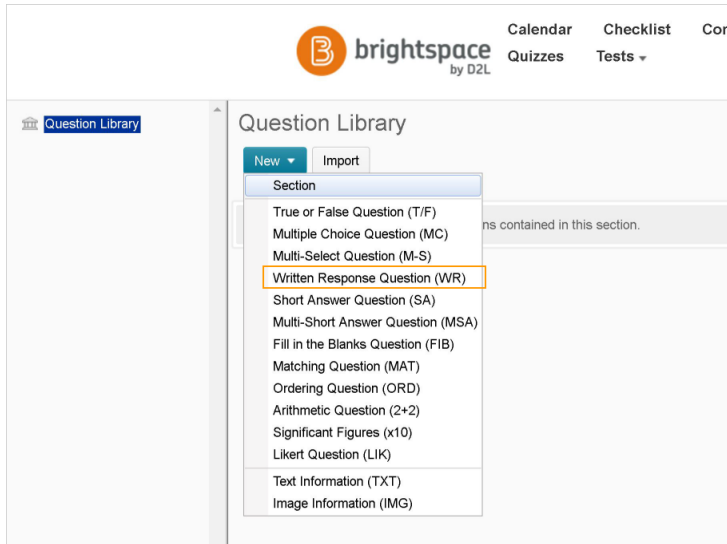 Calendar Checklist
brightspace
by D2L
Quizzes Tests
Question Library
Question Library
New Import
Section
True or False Question (T/F)
ns contained in this section.
Multiple Choice Question (MC)
Multi-Select Question (M-S)
Written Response Question (WR)
Short Answer Question (SA)
Multi-Short Answer Question (MSA)
Fill in the Blanks Question (FIB)
Matching Question (MAT)
Ordering Question (ORD)
Arithmetic Question (2+2)
Significant Figures (x10)
Likert Question (LIK)
Text Information (TXT)
Image Information (IMG)